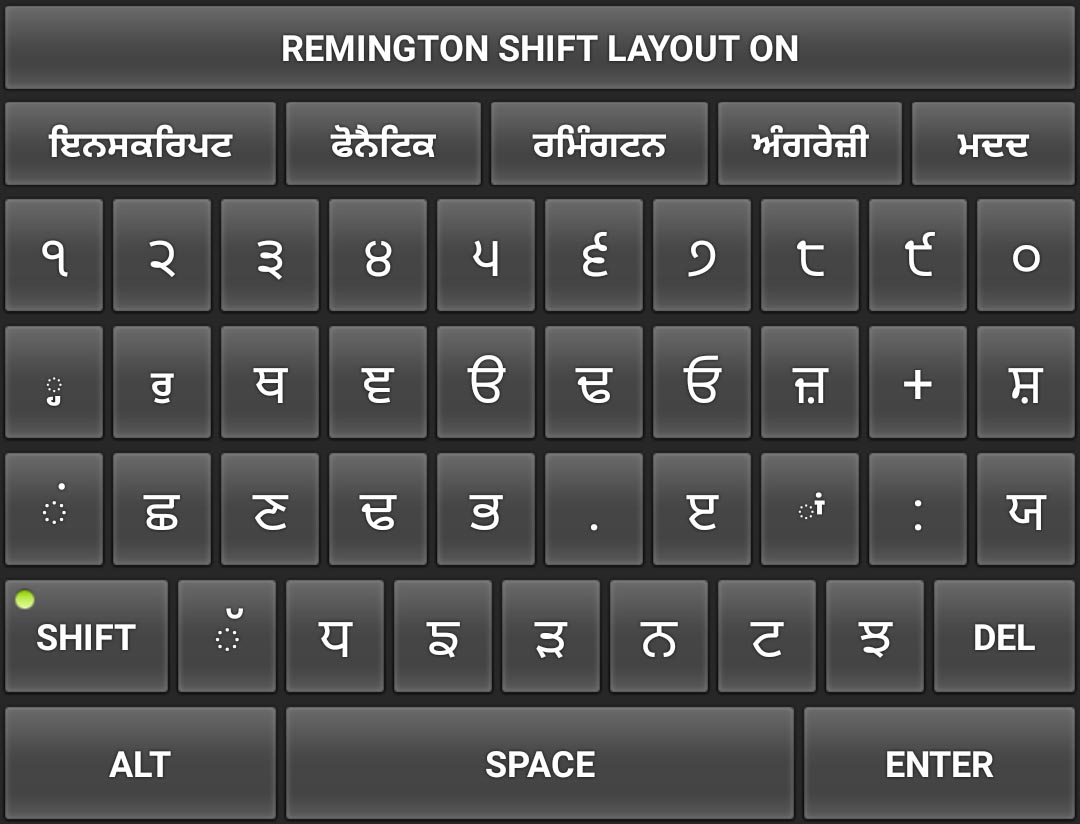 REMINGTON SHIFT LAYOUT ON
ਇਨਸਕਰਿਪਟ ਫੋਨੈਟਿਕ ਰਮਿੰਗਟਨ ਅੰਗਰੇਜ਼ੀ ਮਦਦ
੧ ੨ ੩ ੪ ੫ ੬ ੭ ੮ ੯ ੦
੍ਹ ਰੁ ਥ ਞ ੳ ਢ ਓ ਜ਼ + ਸ਼
ਂ ਛ ਣ ਢ ਭ . ੲ ਾਂ : ਯ
SHIFT ੱ ਧ ਙ ੜ ਨ ਟ ਝ DEL
ALT SPACE ENTER